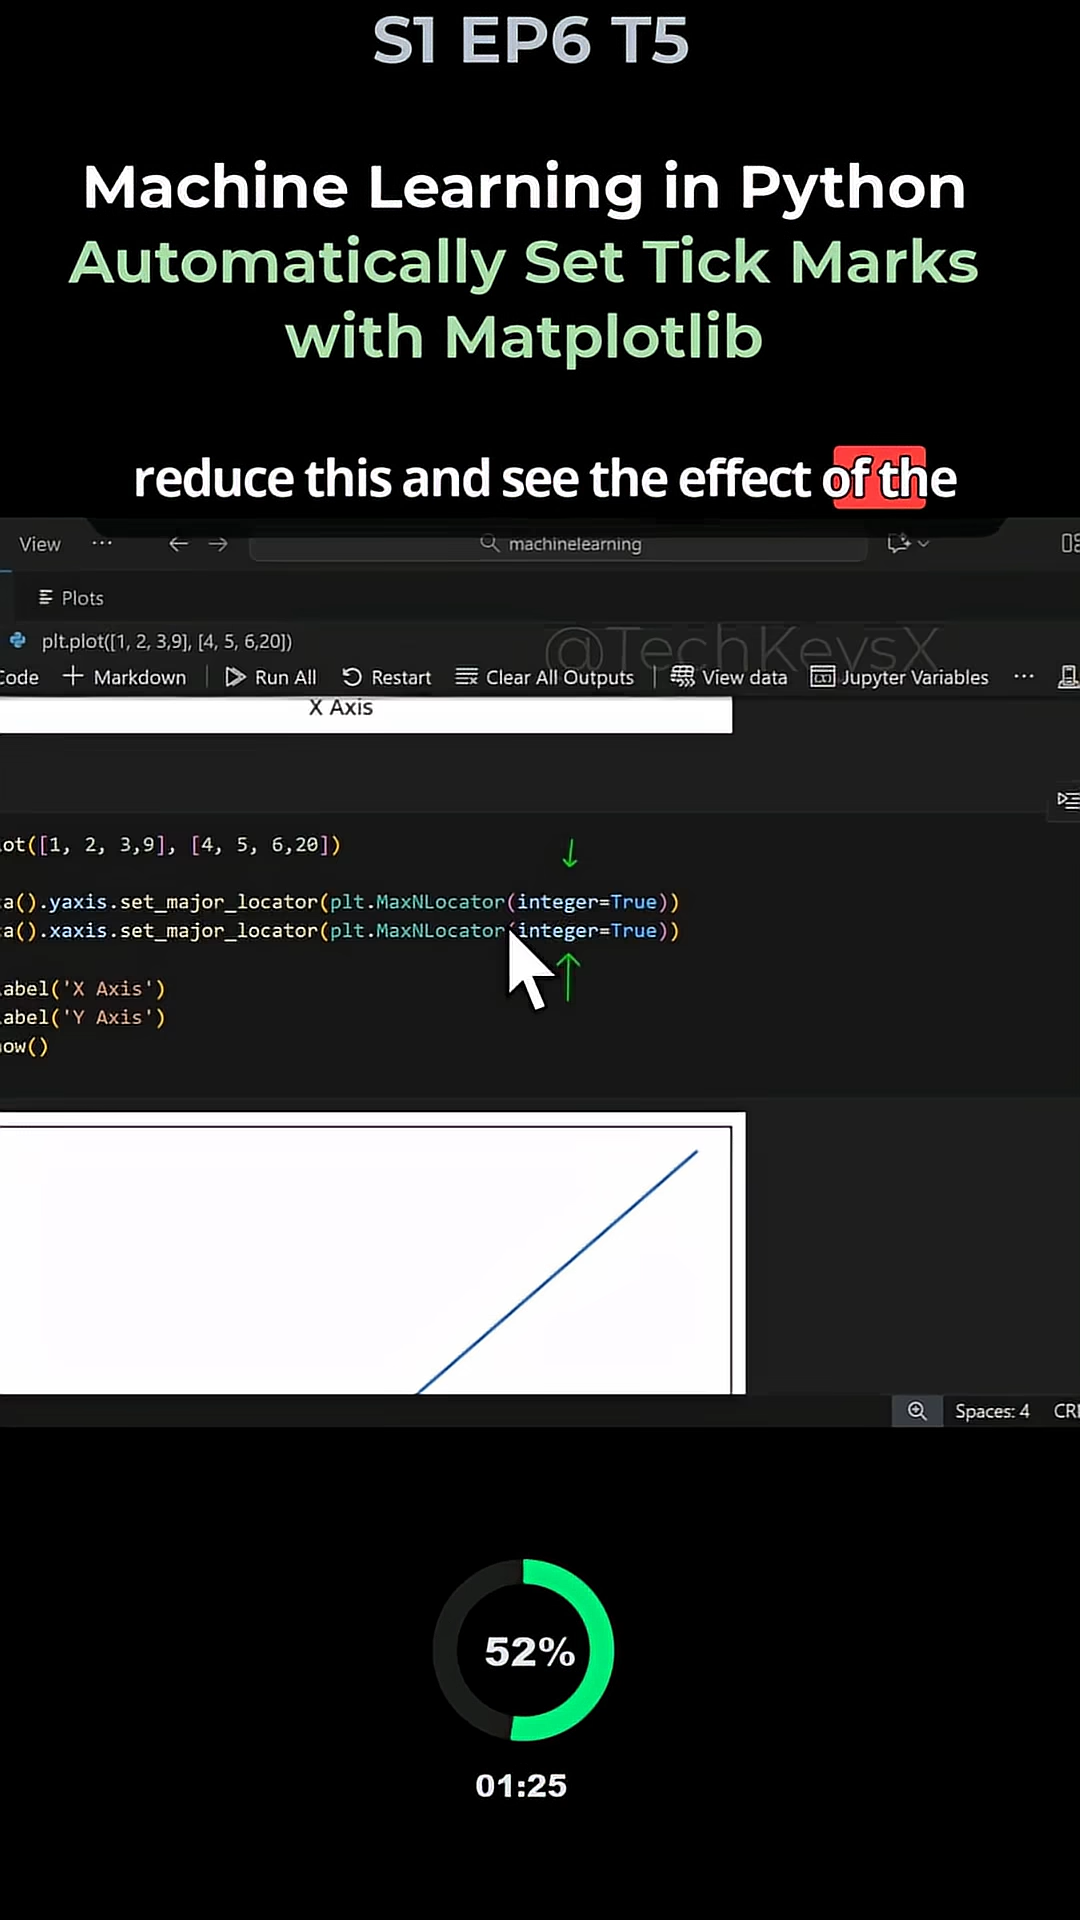 S1 EP6 T5
Machine Learning in Python
Automatically Set Tick Marks
with Matplotlib
reduce this and see the effect of the
View ··· ← → machinelearning
Plots
plt.plot([1, 2, 3,9], [4, 5, 6,20])
@TechKeysX
Code + Markdown Run All Restart Clear All Outputs View data Jupyter Variables ···
X Axis
ot([1, 2, 3,9], [4, 5, 6,20])
a().yaxis.set_major_locator(plt.MaxNLocator(integer=True))
a().xaxis.set_major_locator(plt.MaxNLocator(integer=True))
label('X Axis')
label('Y Axis')
how()
Spaces: 4 CRI
52%
01:25